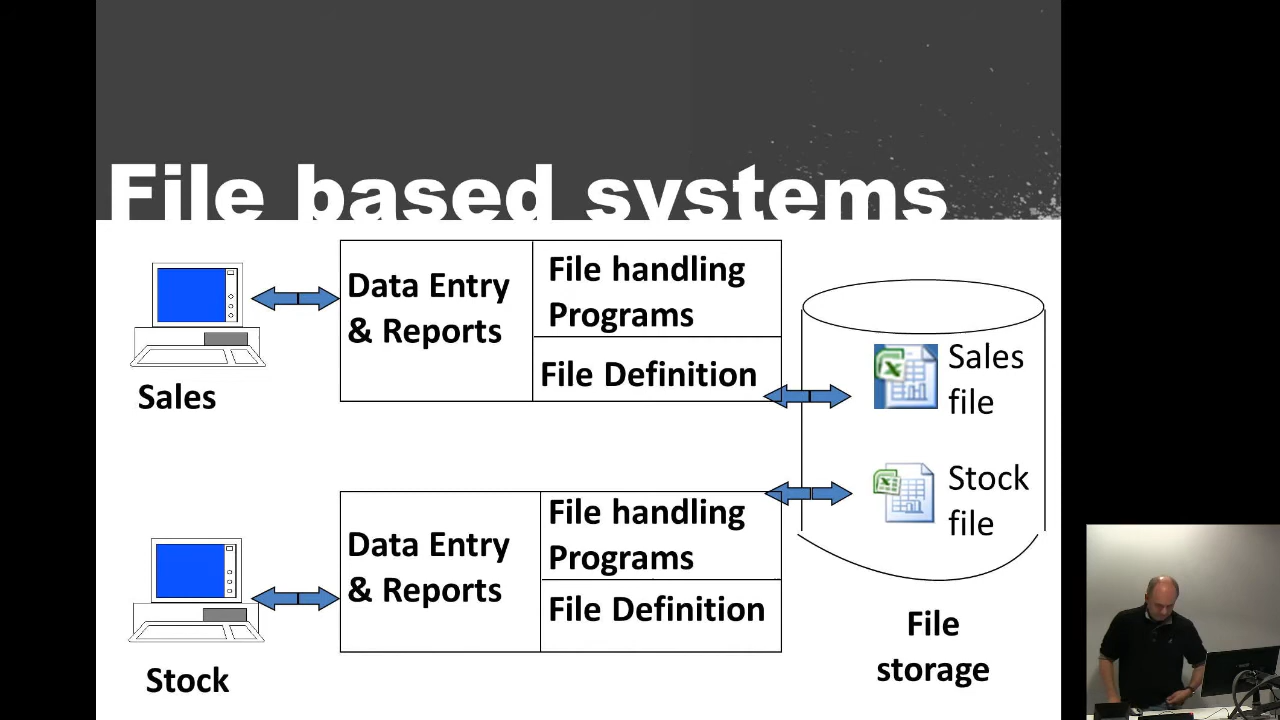 File based systems
Data Entry
& Reports
File handling
Programs
File Definition
Sales
Sales
file
Stock
file
Data Entry
& Reports
File handling
Programs
File Definition
Stock
File
storage